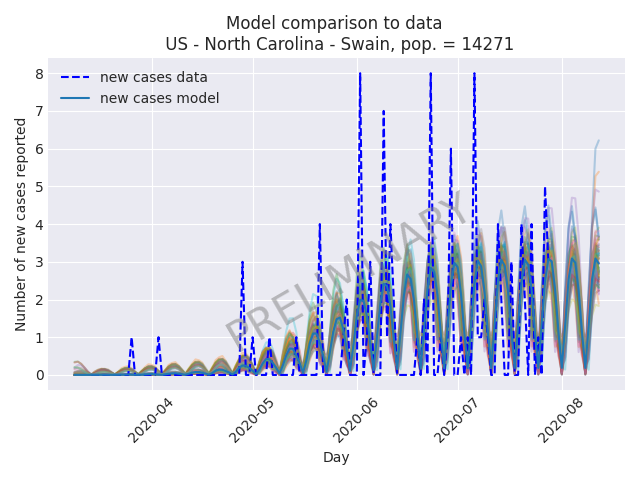 Model comparison to data
US - North Carolina - Swain, pop. = 14271
new cases data
new cases model
Number of new cases reported
8
7
6
5
4
3
2
1
0
PRELIMINARY
2020-04
2020-05
2020-06
2020-07
2020-08
Day